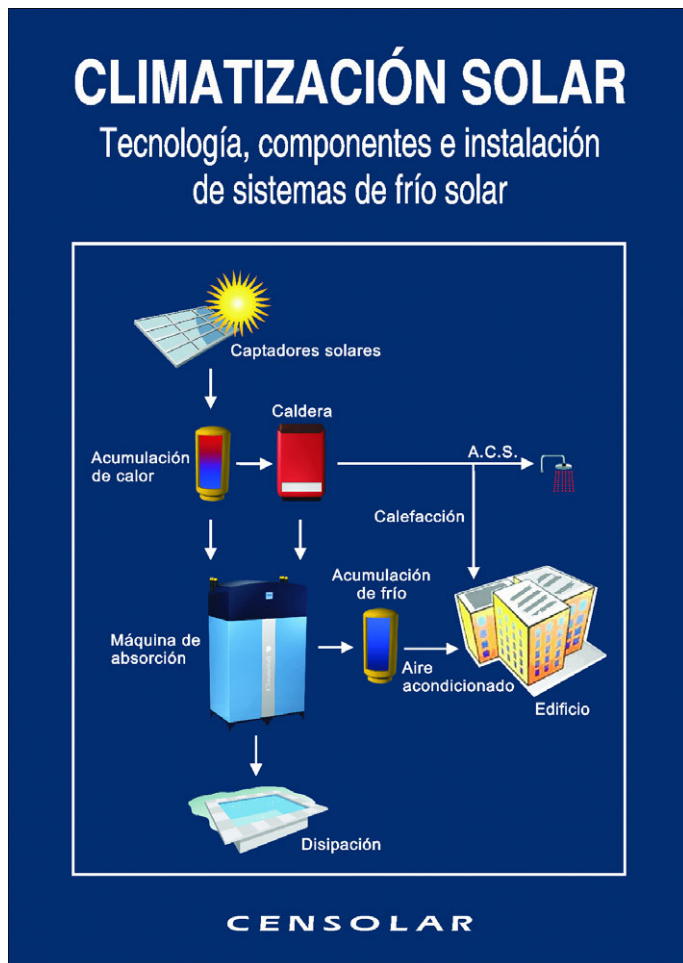 CLIMATIZACIÓN SOLAR
Tecnología, componentes e instalación
de sistemas de frío solar
Captadores solares
Caldera
Acumulación
de calor
A.C.S.
Calefacción
Acumulación
de frío
Máquina de
absorción
Aire
acondicionado
Edificio
Disipación
CENSOLAR